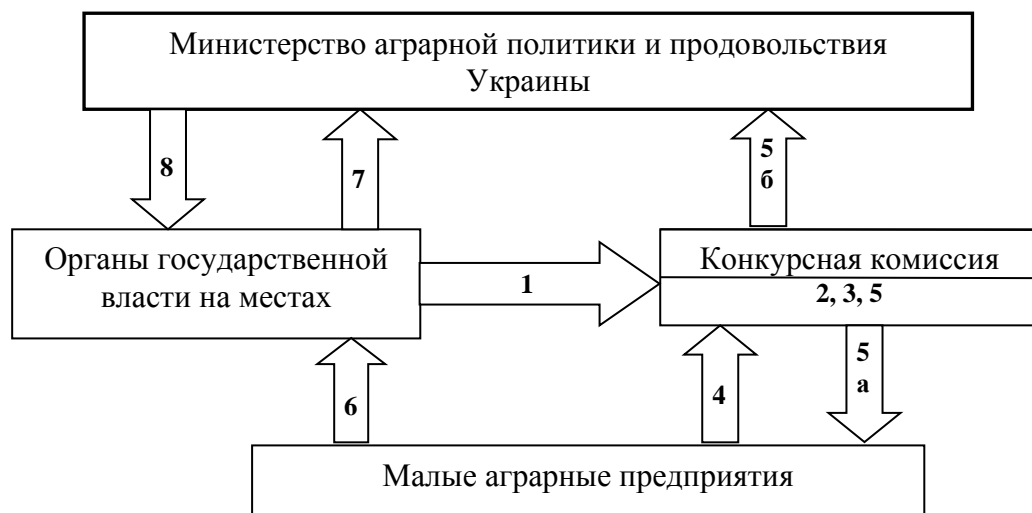 Министерство аграрной политики и продовольствия
Украины
8
7
5
б
Органы государственной
власти на местах
1
Конкурсная комиссия
2, 3, 5
6
4
5
а
Малые аграрные предприятия